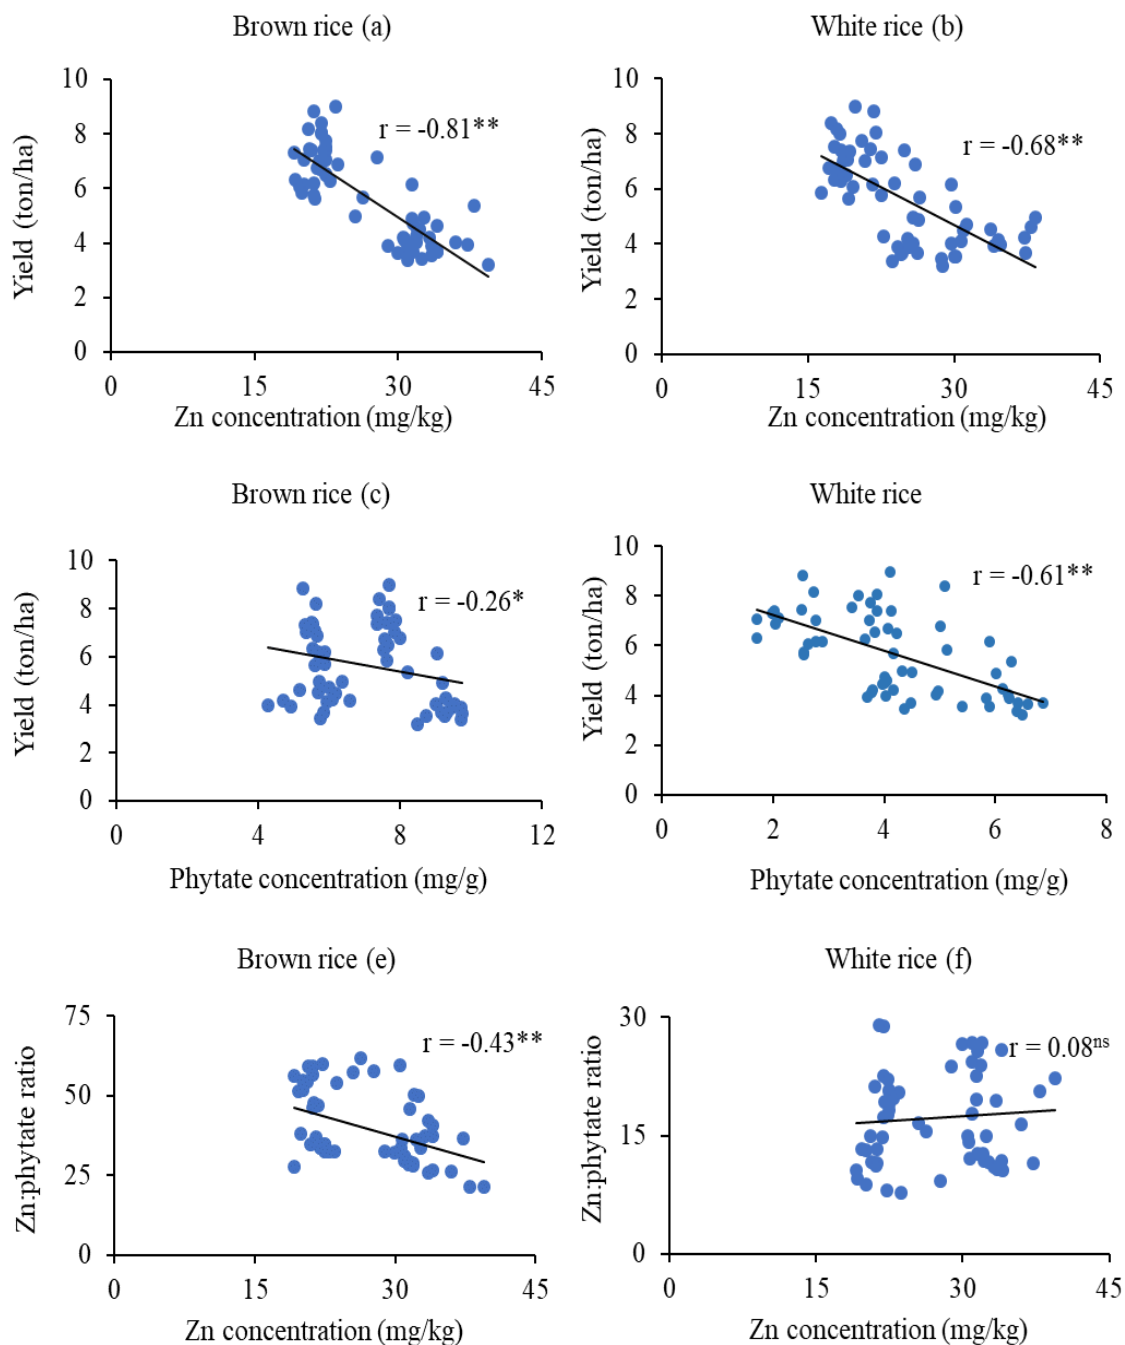 Brown rice (a)
Yield (ton/ha)
10
8
6
4
2
0
r = -0.81**
0 15 30 45
Zn concentration (mg/kg)
White rice (b)
Yield (ton/ha)
10
8
6
4
2
0
r = -0.68**
0 15 30 45
Zn concentration (mg/kg)
Brown rice (c)
Yield (ton/ha)
10
8
6
4
2
0
r = -0.26*
0 4 8 12
Phytate concentration (mg/g)
White rice
Yield (ton/ha)
10
8
6
4
2
0
r = -0.61**
0 2 4 6 8
Phytate concentration (mg/g)
Brown rice (e)
Zn:phytate ratio
75
50
25
0
r = -0.43**
0 15 30 45
Zn concentration (mg/kg)
White rice (f)
Zn:phytate ratio
30
15
0
r = 0.08ns
0 15 30 45
Zn concentration (mg/kg)